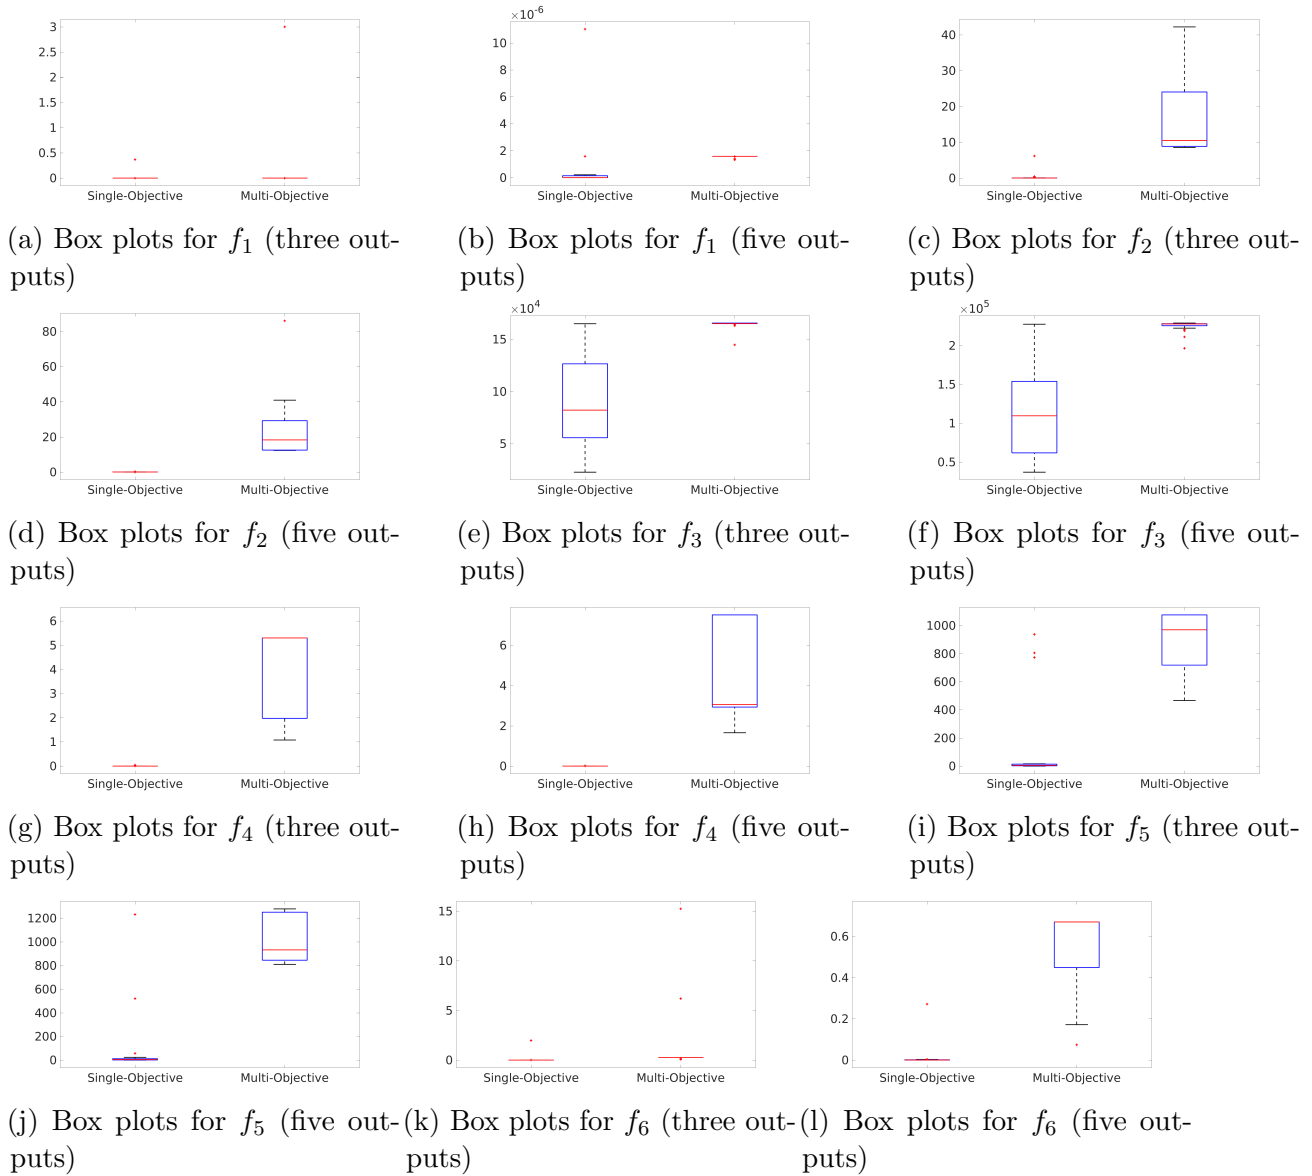 3
2.5
2
1.5
1
0.5
0
Single-Objective Multi-Objective
(a) Box plots for f1 (three out-
puts)
×10-6
10
8
6
4
2
0
Single-Objective Multi-Objective
(b) Box plots for f1 (five out-
puts)
40
30
20
10
0
Single-Objective Multi-Objective
(c) Box plots for f2 (three out-
puts)
80
60
40
20
0
Single-Objective Multi-Objective
(d) Box plots for f2 (five out-
puts)
×104
15
10
5
Single-Objective Multi-Objective
(e) Box plots for f3 (three out-
puts)
×105
2
1.5
1
0.5
Single-Objective Multi-Objective
(f) Box plots for f3 (five out-
puts)
6
5
4
3
2
1
0
Single-Objective Multi-Objective
(g) Box plots for f4 (three out-
puts)
6
4
2
0
Single-Objective Multi-Objective
(h) Box plots for f4 (five out-
puts)
1000
800
600
400
200
0
Single-Objective Multi-Objective
(i) Box plots for f5 (three out-
puts)
1200
1000
800
600
400
200
0
Single-Objective Multi-Objective
(j) Box plots for f5 (five out-
puts)
15
10
5
0
Single-Objective Multi-Objective
(k) Box plots for f6 (three out-
puts)
0.6
0.4
0.2
0
Single-Objective Multi-Objective
(l) Box plots for f6 (five out-
puts)